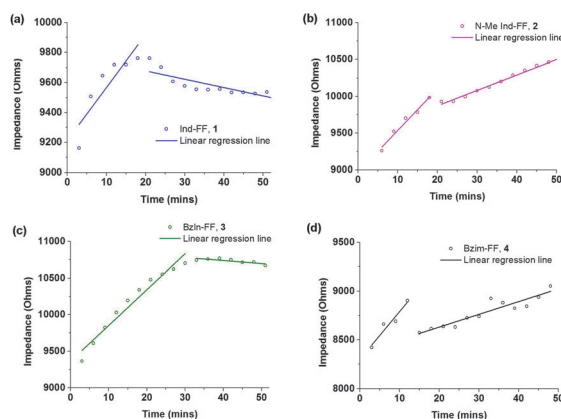 (a)
Impedance (Ohms)
10000
9800
9600
9400
9200
9000
0 10 20 30 40 50
Time (mins)
Ind-FF, 1
Linear regression line
(b)
Impedance (Ohms)
11000
10500
10000
9500
9000
0 10 20 30 40 50
Time (mins)
N-Me Ind-FF, 2
Linear regression line
(c)
Impedance (Ohms)
11000
10500
10000
9500
9000
0 10 20 30 40 50
Time (mins)
BzIn-FF, 3
Linear regression line
(d)
Impedance (Ohms)
9500
9000
8500
8000
0 10 20 30 40 50
Time (mins)
Bzim-FF, 4
Linear regression line